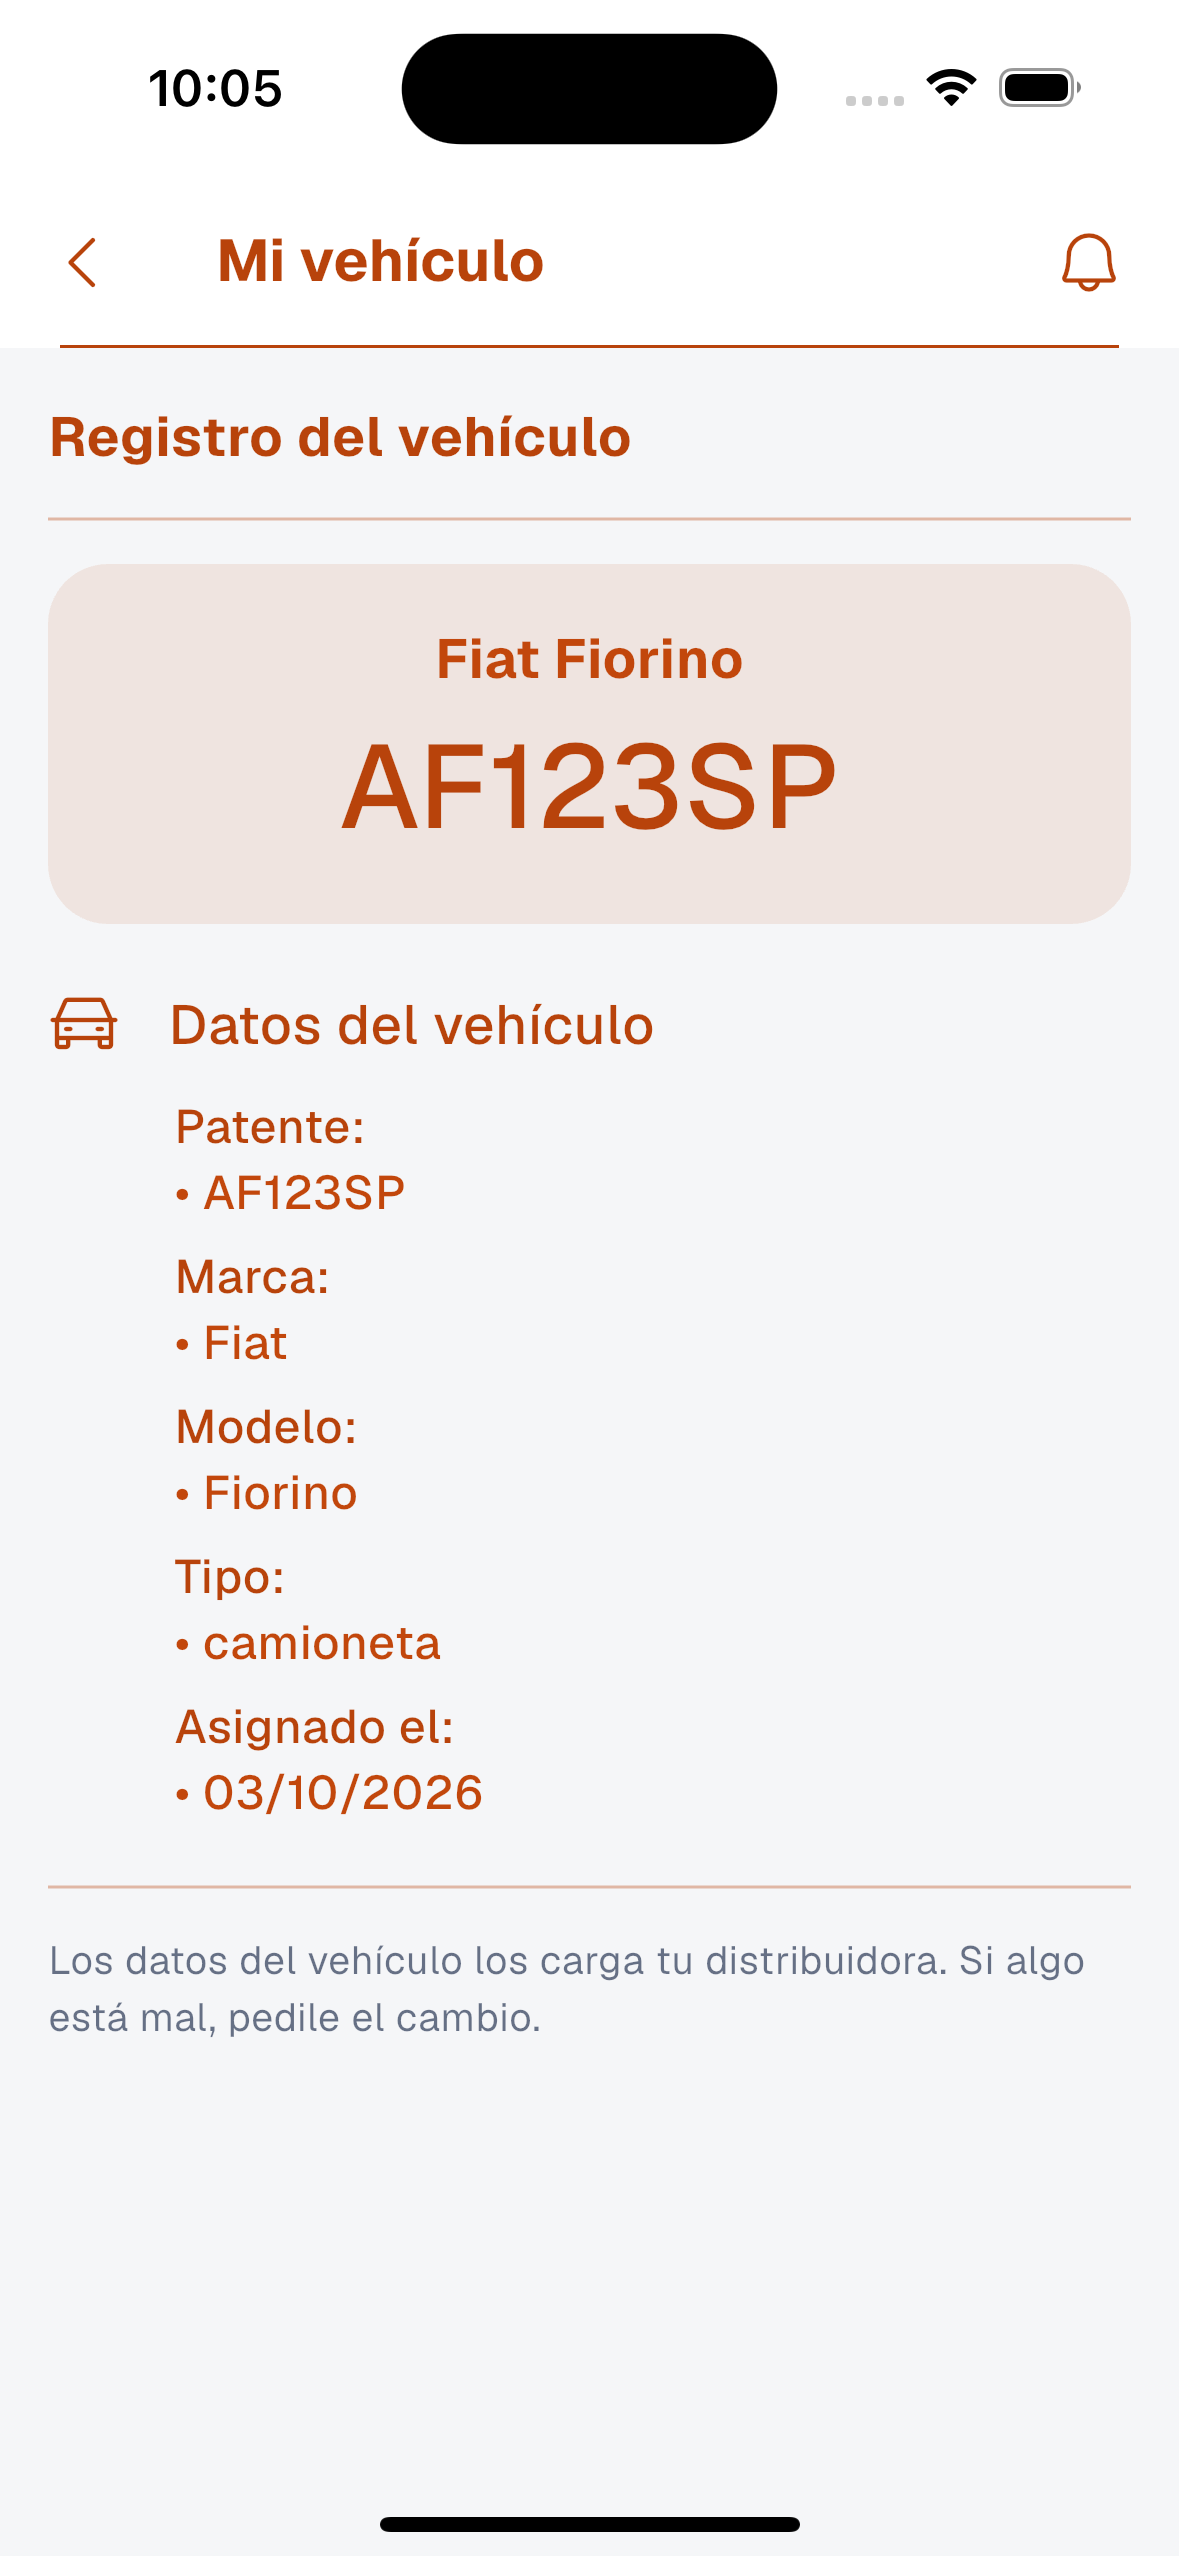 10:05
Mi vehículo
Registro del vehículo
Fiat Fiorino
AF123SP
Datos del vehículo
Patente:
• AF123SP
Marca:
• Fiat
Modelo:
• Fiorino
Tipo:
• camioneta
Asignado el:
• 03/10/2026
Los datos del vehículo los carga tu distribuidora. Si algo
está mal, pedile el cambio.